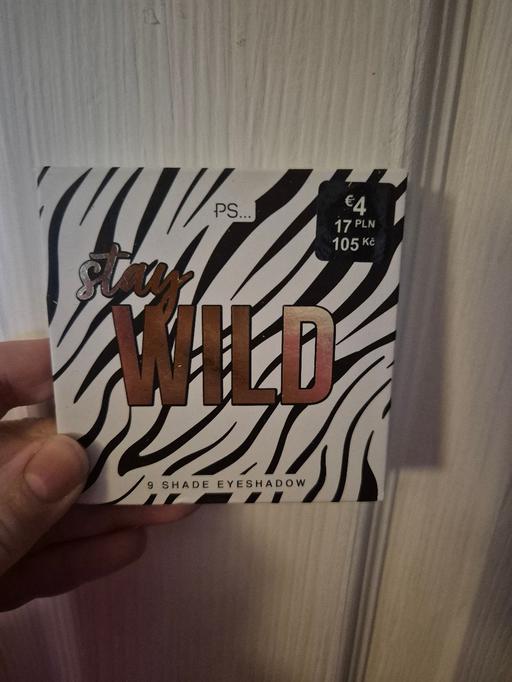 PS...
€4
17 PLN
105 Kč
stay
WILD
9 SHADE EYESHADOW